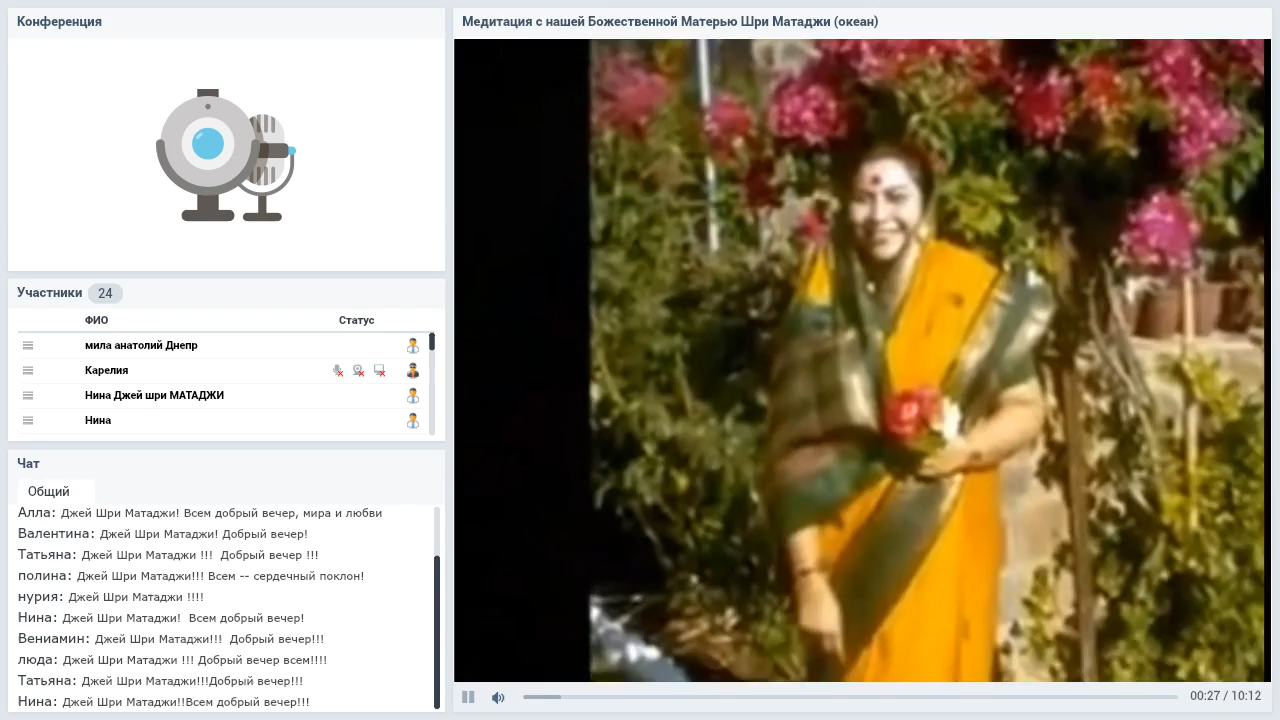 Конференция
Участники 24
ФИО Статус
мила анатолий Днепр
Карелия
Нина Джей шри МАТАДЖИ
Нина
Чат
Общий
Алла: Джей Шри Матаджи! Всем добрый вечер, мира и любви
Валентина: Джей Шри Матаджи! Добрый вечер!
Татьяна: Джей Шри Матаджи !!! Добрый вечер !!!
полина: Джей Шри Матаджи!!! Всем -- сердечный поклон!
нурия: Джей Шри Матаджи !!!!
Нина: Джей Шри Матаджи! Всем добрый вечер!
Вениамин: Джей Шри Матаджи!!! Добрый вечер!!!
люда: Джей Шри Матаджи !!! Добрый вечер всем!!!!
Татьяна: Джей Шри Матаджи!!!Добрый вечер!!!
Нина: Джей Шри Матаджи!!Всем добрый вечер!!!
Медитация с нашей Божественной Матерью Шри Матаджи (океан)
00:27 / 10:12